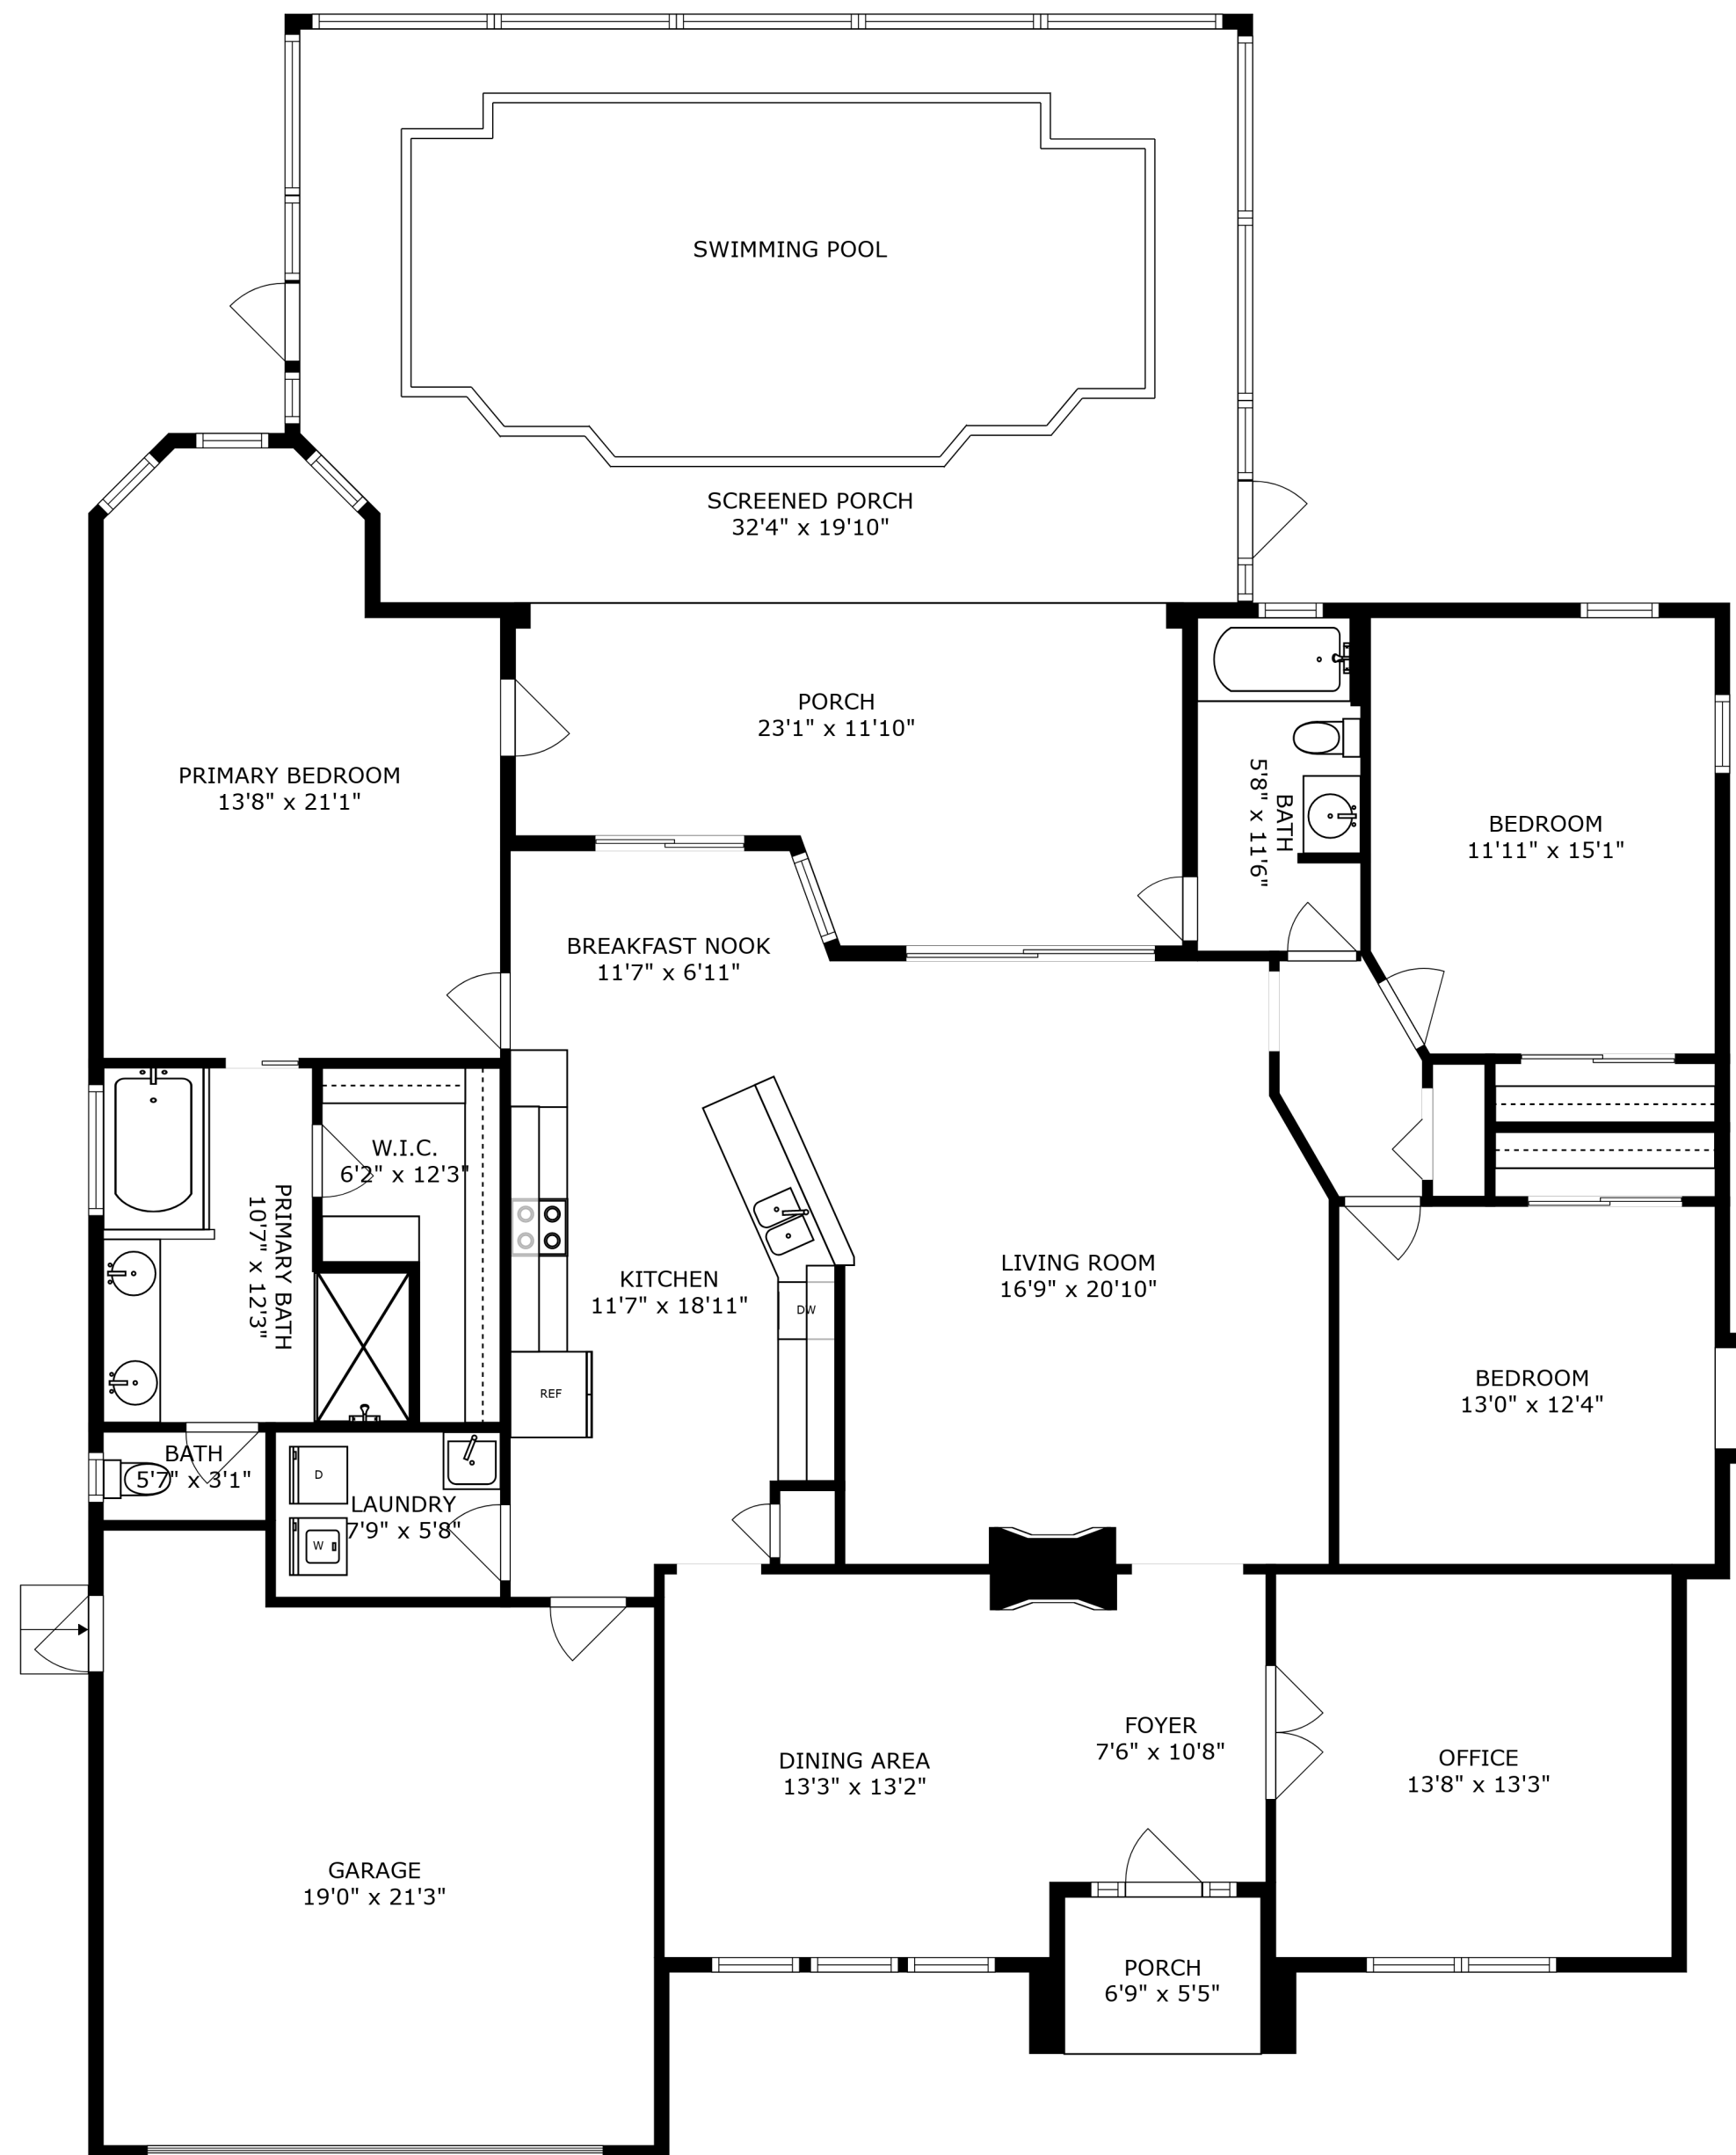 SWIMMING POOL
SCREENED PORCH
32'4" x 19'10"
PORCH
23'1" x 11'10"
PRIMARY BEDROOM
13'8" x 21'1"
BATH
5'8" x 11'6"
BEDROOM
11'11" x 15'1"
BREAKFAST NOOK
11'7" x 6'11"
W.I.C.
6'2" x 12'3"
PRIMARY BATH
10'7" x 12'3"
KITCHEN
11'7" x 18'11"
DW
LIVING ROOM
16'9" x 20'10"
REF
BEDROOM
13'0" x 12'4"
BATH
5'7" x 3'1"
D
LAUNDRY
7'9" x 5'8"
W
FOYER
7'6" x 10'8"
DINING AREA
13'3" x 13'2"
OFFICE
13'8" x 13'3"
GARAGE
19'0" x 21'3"
PORCH
6'9" x 5'5"